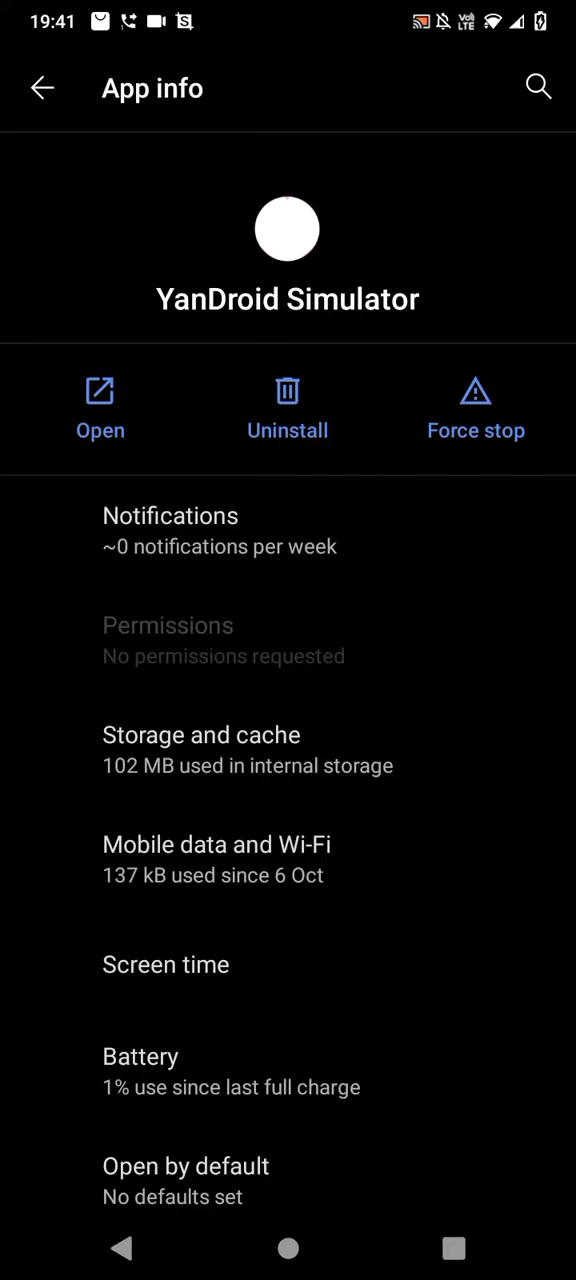 19:41
App info
YanDroid Simulator
Open
Uninstall
Force stop
Notifications
~0 notifications per week
Permissions
No permissions requested
Storage and cache
102 MB used in internal storage
Mobile data and Wi-Fi
137 kB used since 6 Oct
Screen time
Battery
1% use since last full charge
Open by default
No defaults set